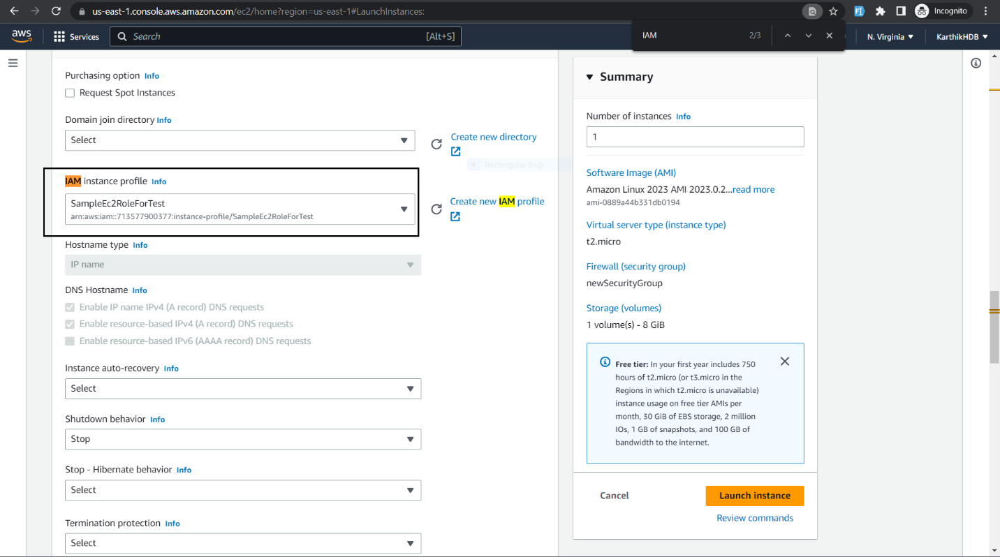 us-east-1.console.aws.amazon.com/ec2/home?region=us-east-1#LaunchInstances:
Incognito
aws
Services
Search
[Alt+S]
IAM
2/3
N. Virginia
KarthikHDB
Purchasing option Info
Request Spot Instances
Domain join directory Info
Select
Create new directory
Rectangular Snip
IAM instance profile Info
SampleEc2RoleForTest
arn:aws:iam::713577900377:instance-profile/SampleEc2RoleForTest
Create new IAM profile
Hostname type Info
IP name
DNS Hostname Info
Enable IP name IPv4 (A record) DNS requests
Enable resource-based IPv4 (A record) DNS requests
Enable resource-based IPv6 (AAAA record) DNS requests
Instance auto-recovery Info
Select
Shutdown behavior Info
Stop
Stop - Hibernate behavior Info
Select
Termination protection Info
Select
Summary
Number of instances Info
1
Software Image (AMI)
Amazon Linux 2023 AMI 2023.0.2...read more
ami-0889a44b331db0194
Virtual server type (instance type)
t2.micro
Firewall (security group)
newSecurityGroup
Storage (volumes)
1 volume(s) - 8 GiB
Free tier: In your first year includes 750
hours of t2.micro (or t3.micro in the
Regions in which t2.micro is unavailable)
instance usage on free tier AMIs per
month, 30 GiB of EBS storage, 2 million
IOs, 1 GB of snapshots, and 100 GB of
bandwidth to the internet.
Cancel
Launch instance
Review commands